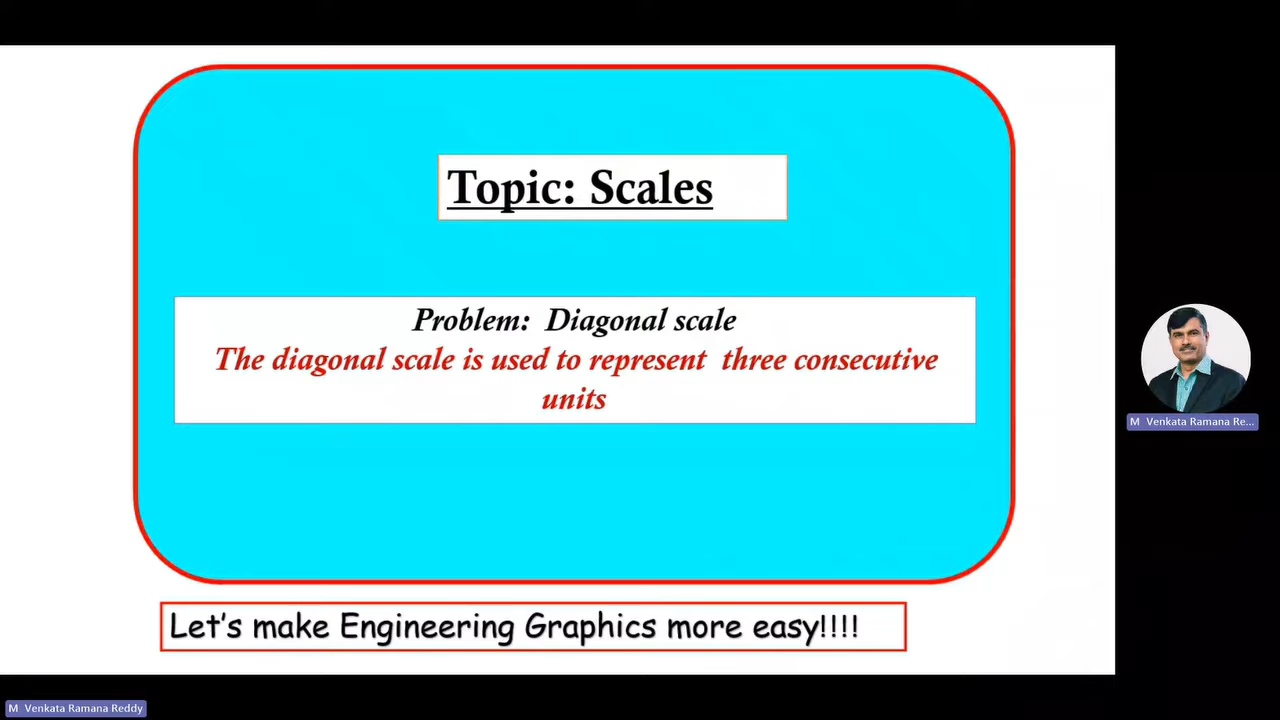 Topic: Scales
Problem: Diagonal scale
The diagonal scale is used to represent three consecutive
units
Let's make Engineering Graphics more easy!!!!
M Venkata Ramana Re...
M Venkata Ramana Reddy